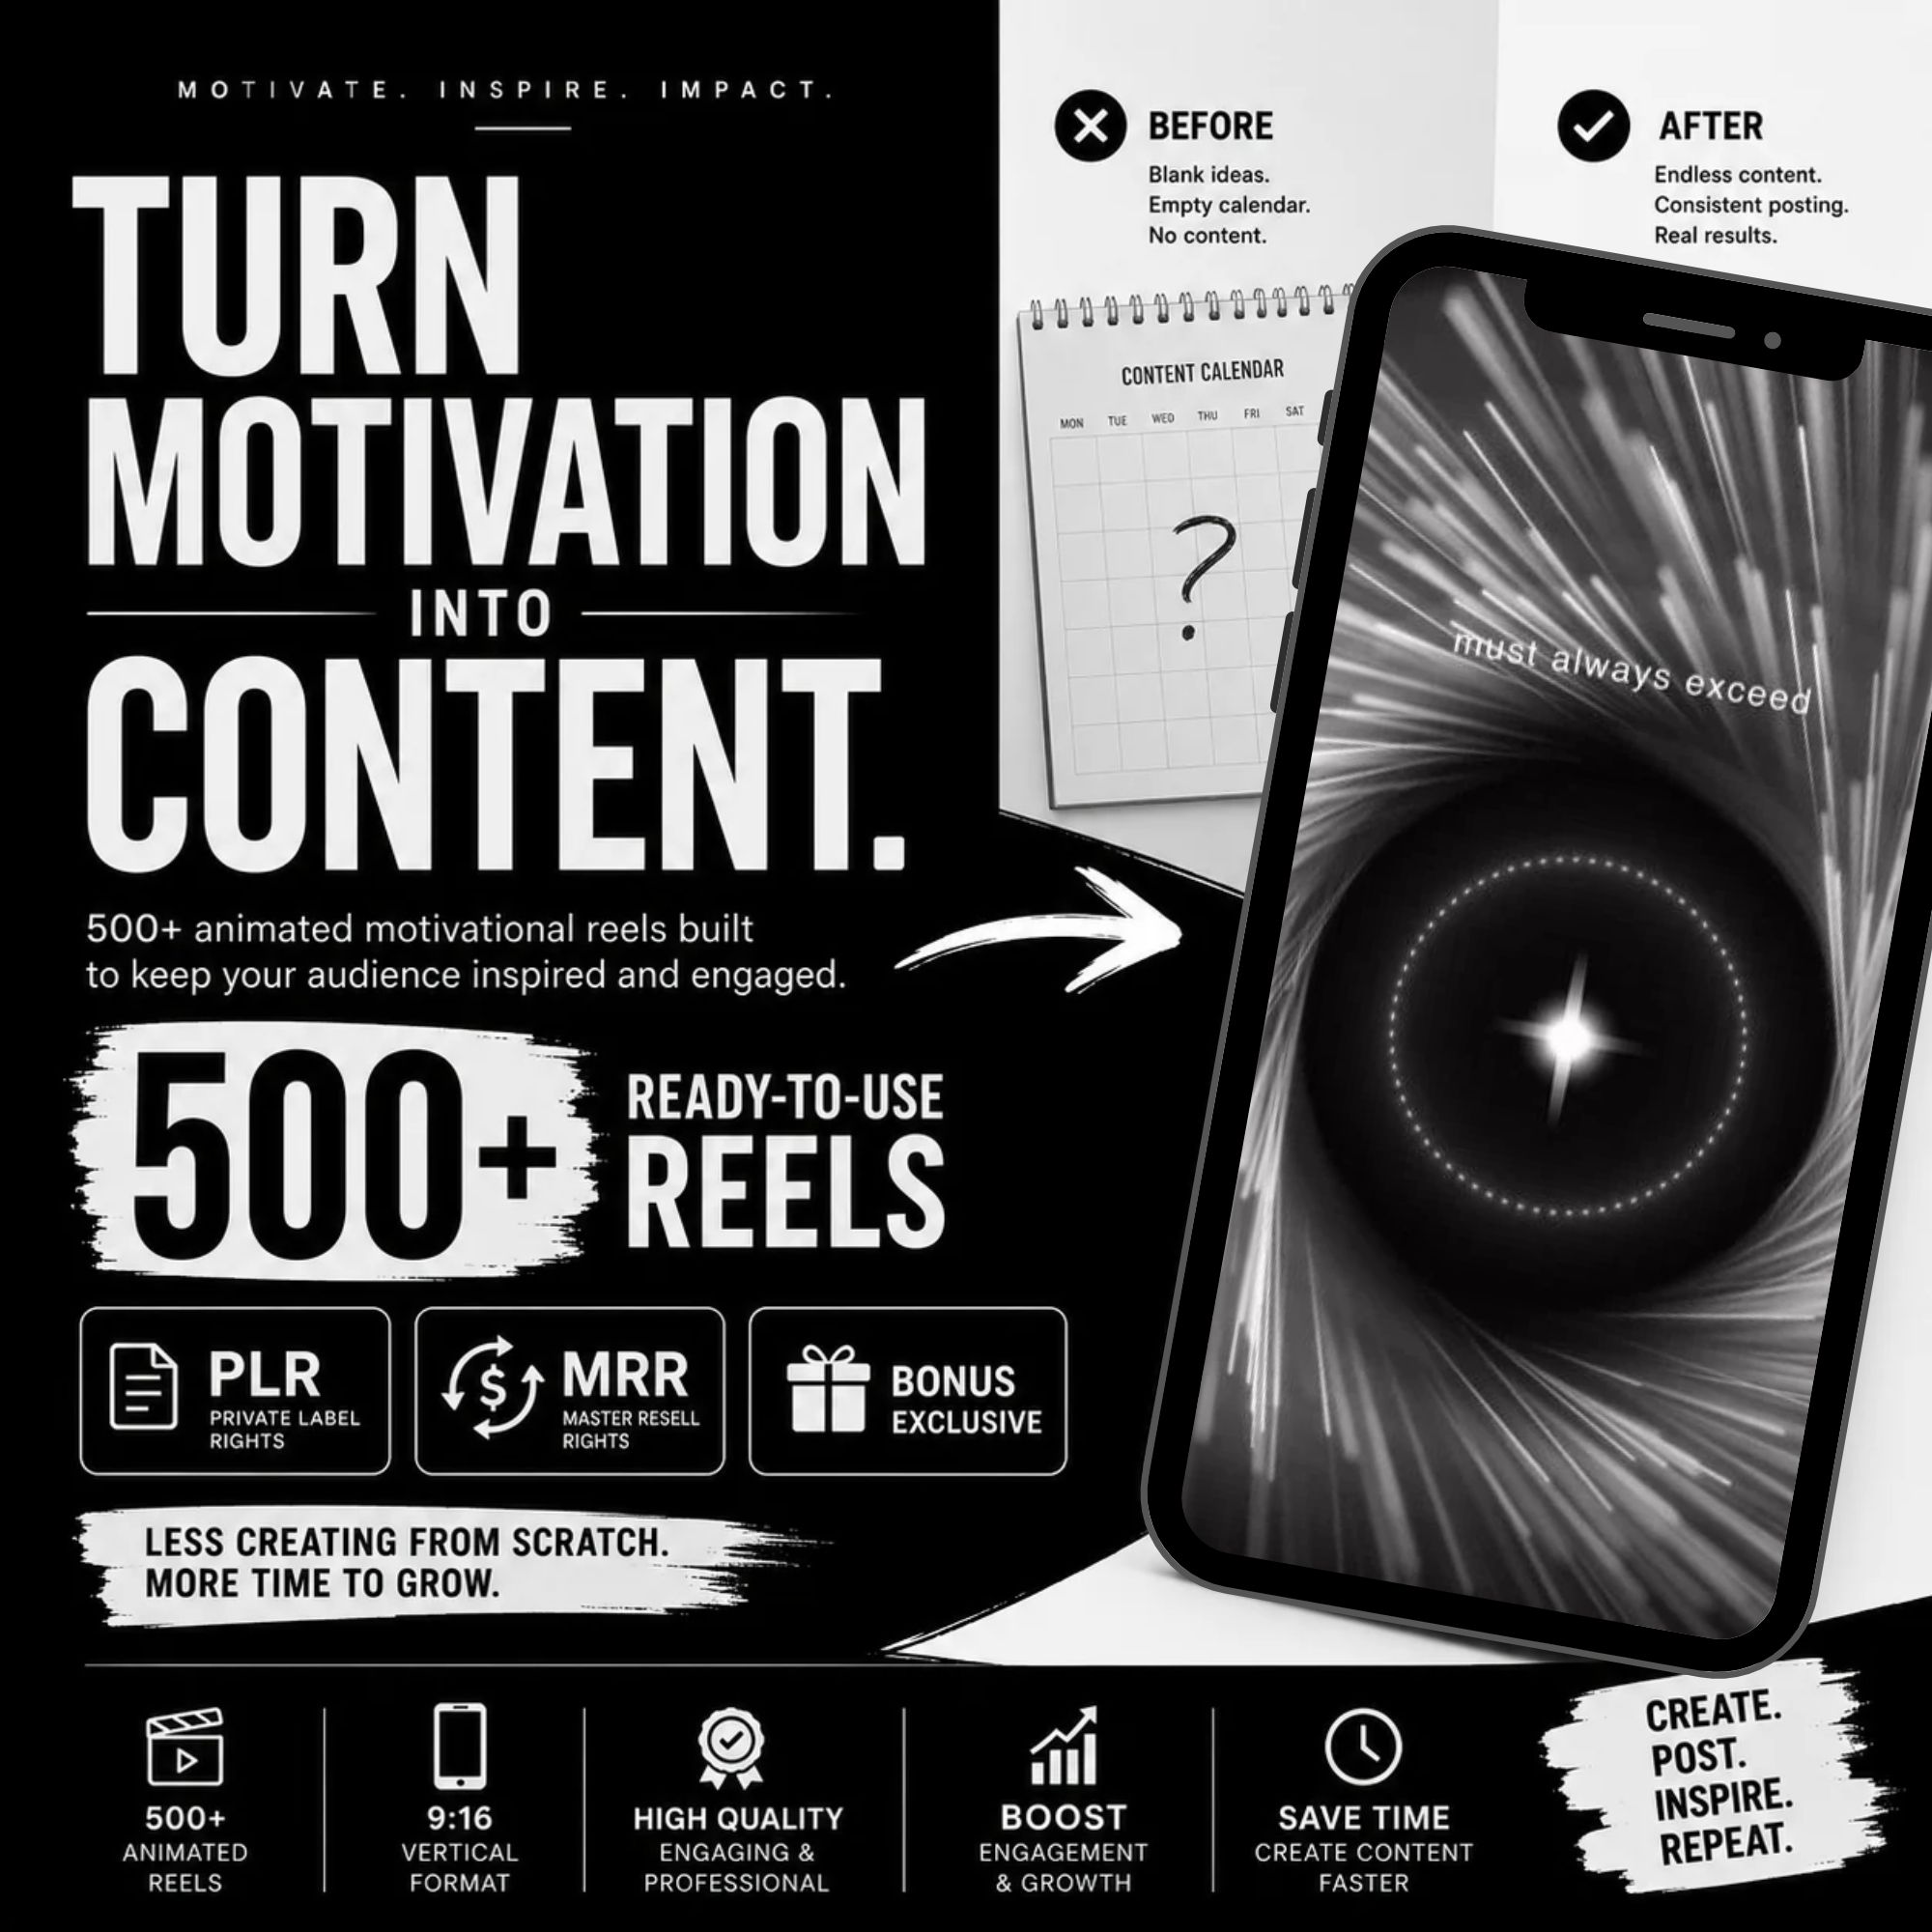 MOTIVATE. INSPIRE. IMPACT.
TURN
MOTIVATION
INTO
CONTENT.
500+ animated motivational reels built
to keep your audience inspired and engaged.
500+
READY-TO-USE
REELS
PLR
PRIVATE LABEL
RIGHTS
MRR
MASTER RESELL
RIGHTS
BONUS
EXCLUSIVE
LESS CREATING FROM SCRATCH.
MORE TIME TO GROW.
BEFORE
Blank ideas.
Empty calendar.
No content.
AFTER
Endless content.
Consistent posting.
Real results.
CONTENT CALENDAR
MON TUE WED THU FRI SAT
?
must always exceed
500+
ANIMATED
REELS
9:16
VERTICAL
FORMAT
HIGH QUALITY
ENGAGING &
PROFESSIONAL
BOOST
ENGAGEMENT
& GROWTH
SAVE TIME
CREATE CONTENT
FASTER
CREATE.
POST.
INSPIRE.
REPEAT.